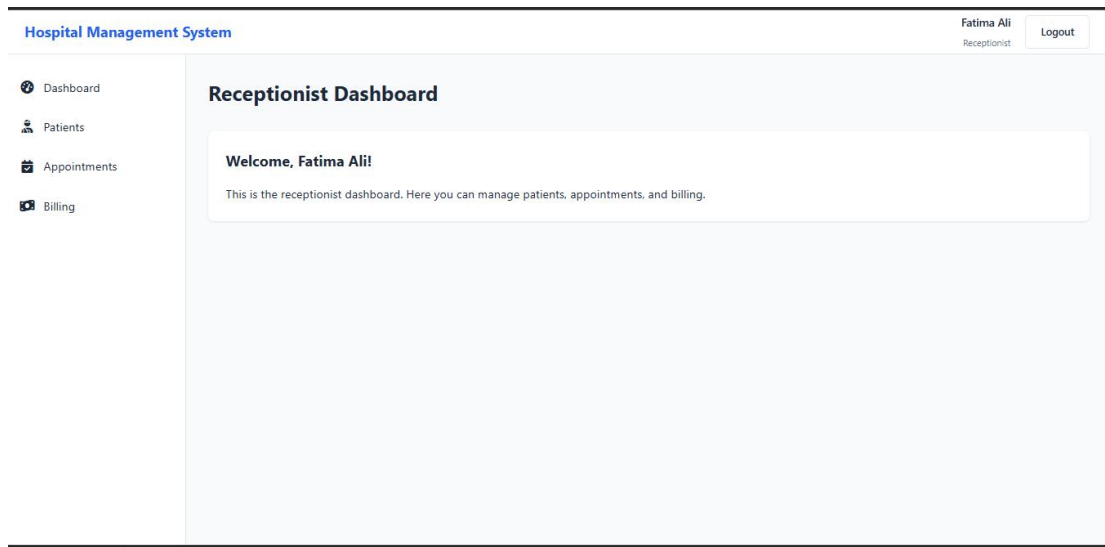 Hospital Management System
Fatima Ali
Receptionist
Logout
Dashboard
Patients
Appointments
Billing
Receptionist Dashboard
Welcome, Fatima Ali!
This is the receptionist dashboard. Here you can manage patients, appointments, and billing.